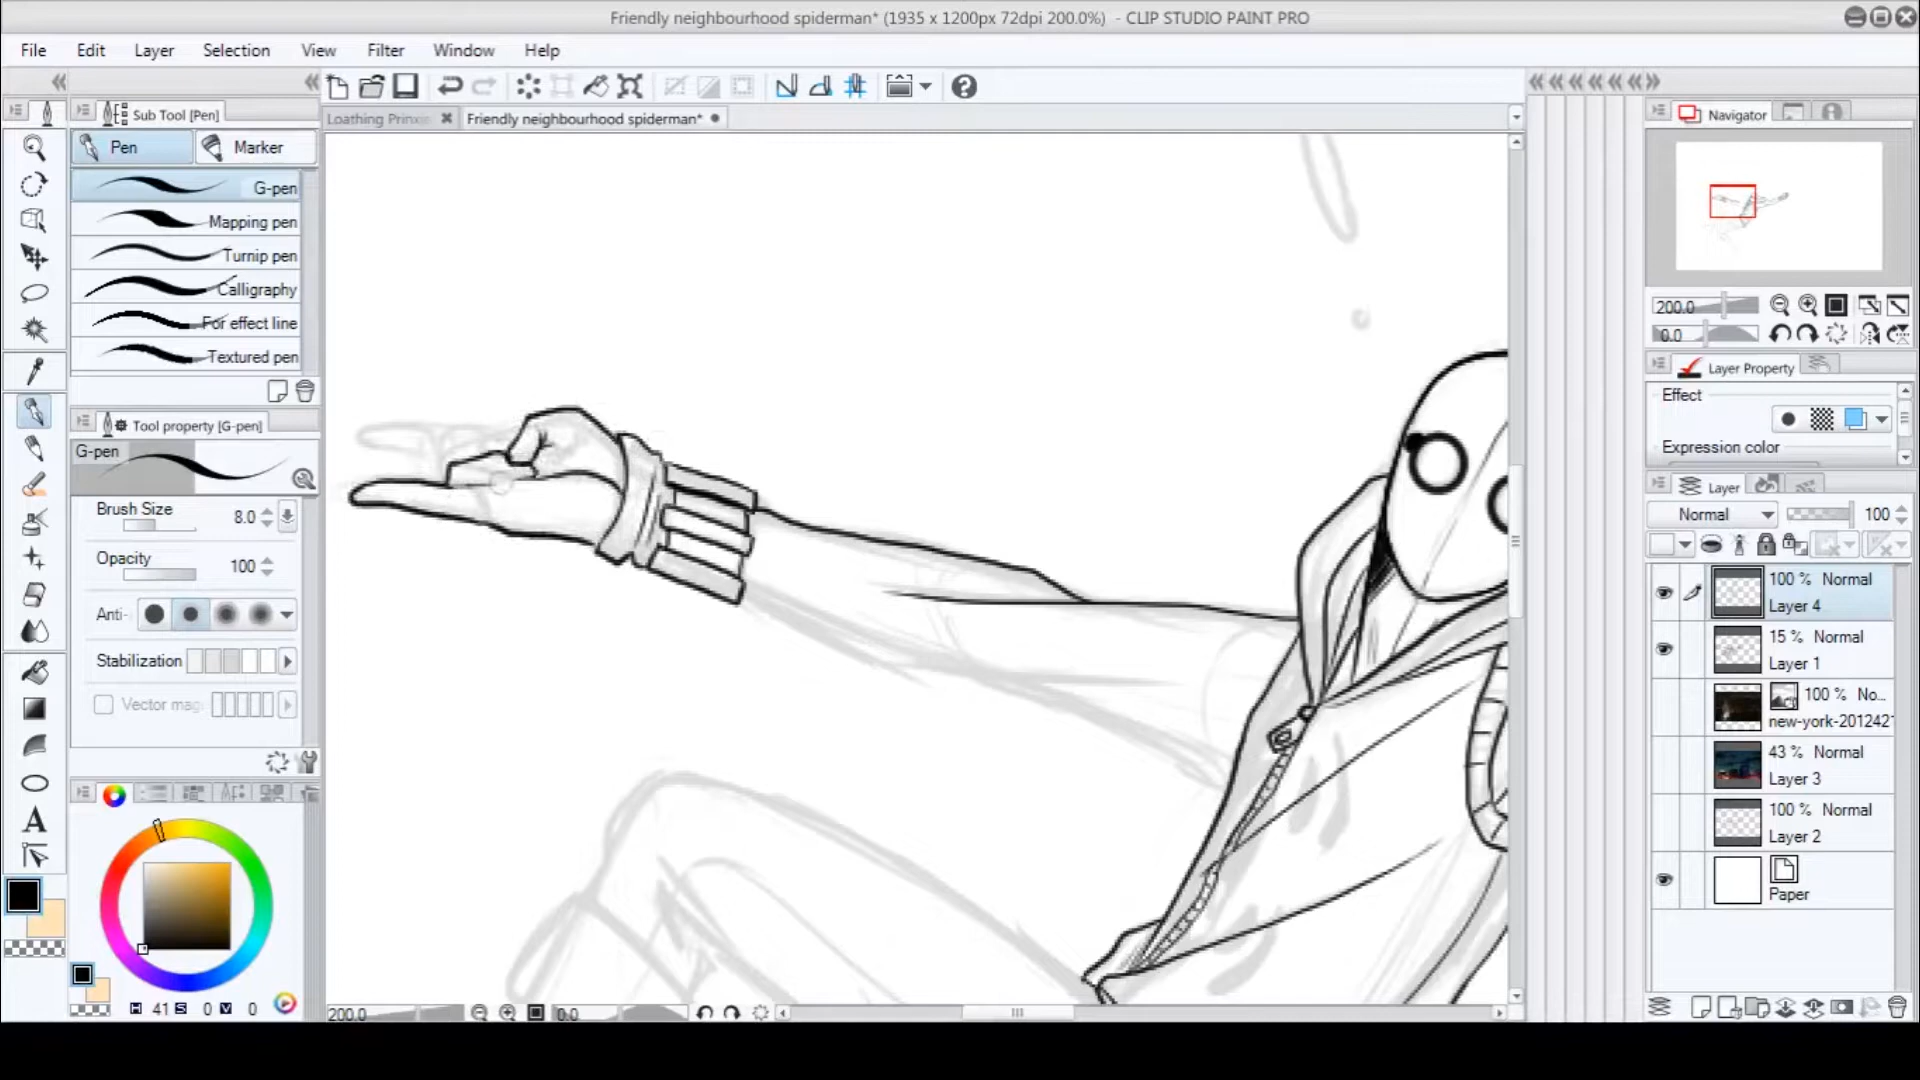 Friendly neighbourhood spiderman* (1935 x 1200px 72dpi 200.0%) - CLIP STUDIO PAINT PRO
File Edit Layer Selection View Filter Window Help
Sub Tool [Pen]
Loathing Prinx
Friendly neighbourhood spiderman*
Navigator
Pen Marker
G-pen
Mapping pen
Turnip pen
Calligraphy
For effect line
Textured pen
Tool property [G-pen]
G-pen
Brush Size 8.0
Opacity 100
Anti-
Stabilization
Vector mag
H 41 S 0 V 0
200.0 0.0
200.0
0.0
Layer Property
Effect
Expression color
Layer
Normal 100
100 % Normal
Layer 4
15 % Normal
Layer 1
100 % No...
new-york-2012421
43 % Normal
Layer 3
100 % Normal
Layer 2
Paper